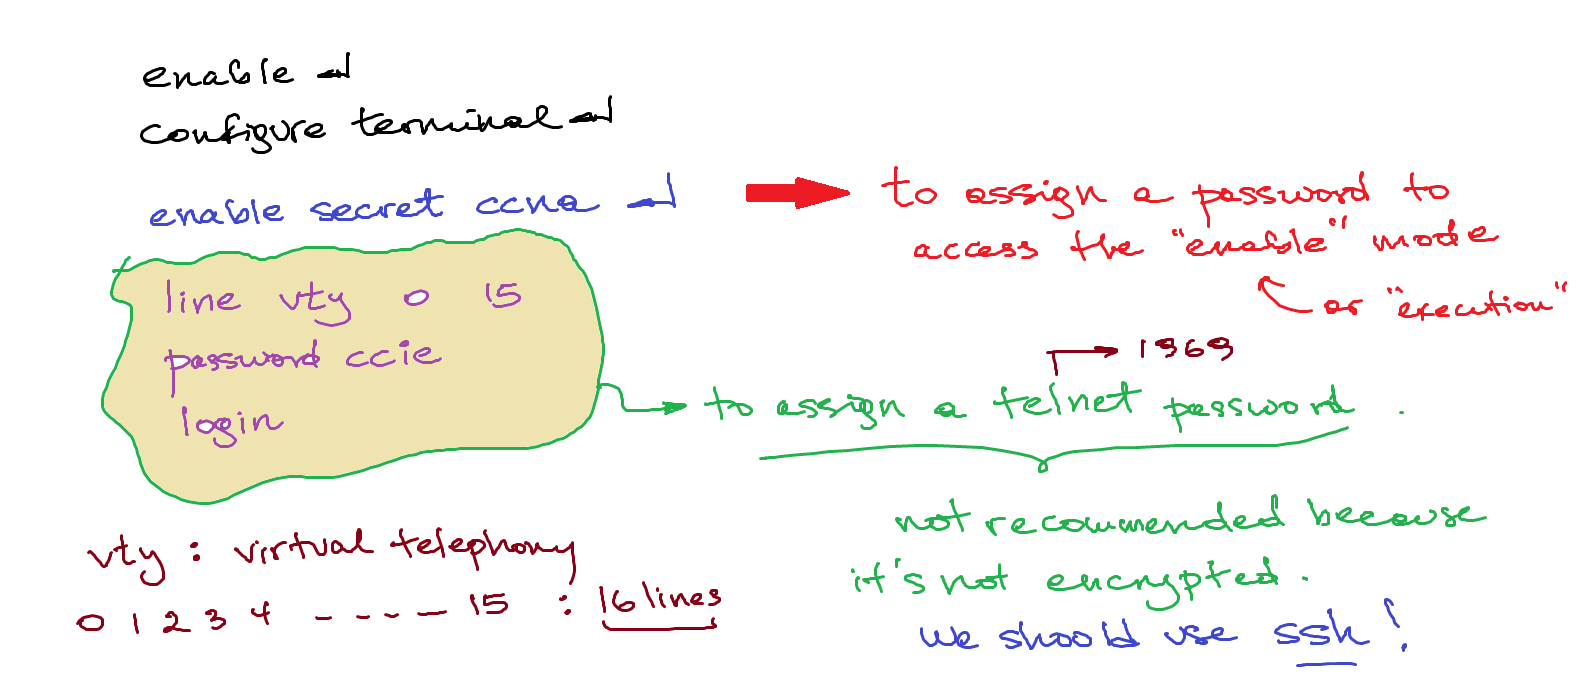 enable ↵
configure terminal ↵
enable secret ccna ↵
to assign a password to
access the "enable" mode
or "execution"
line vty 0 15
password ccie
login
1969
to assign a telnet password.
not recommended because
it's not encrypted.
we should use ssh!
vty : virtual telephony
0 1 2 3 4 ------ 15 : 16 lines